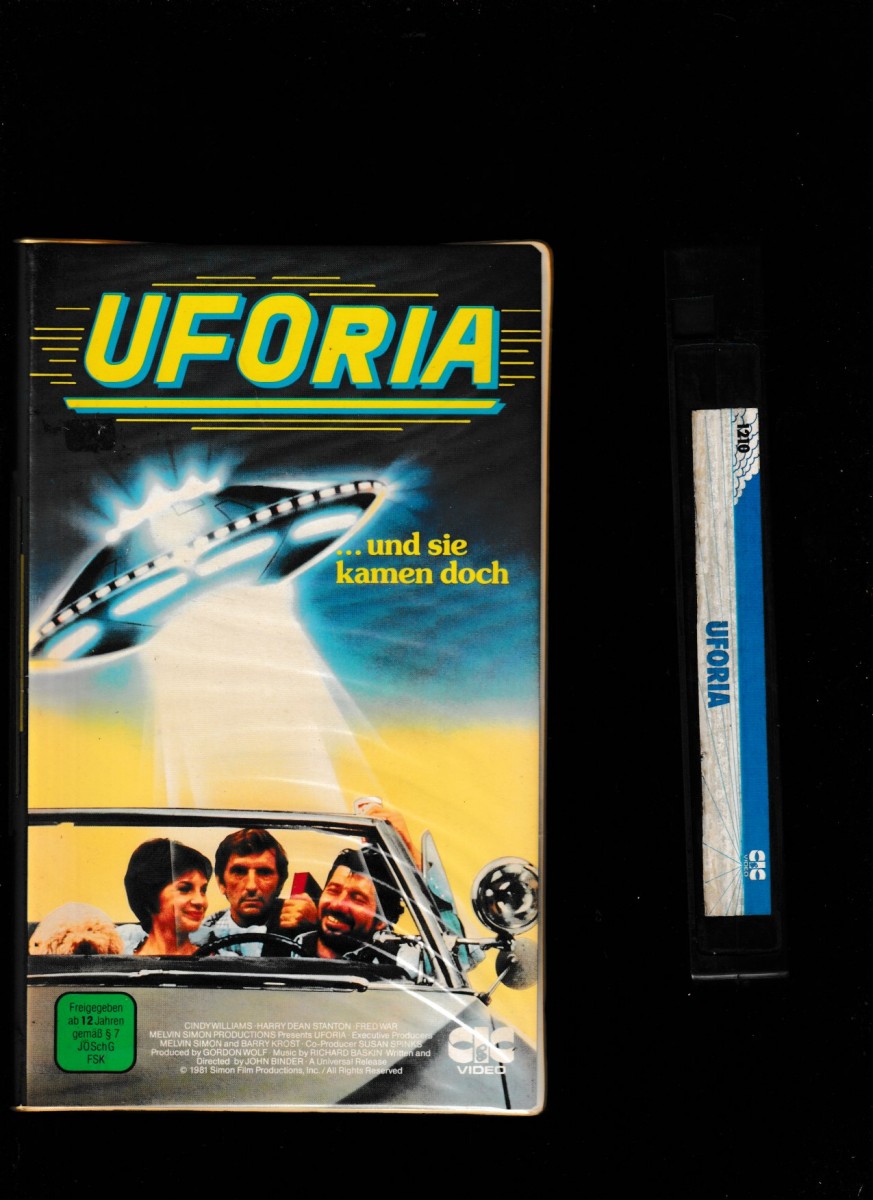 UFORIA
...und sie
kamen doch
Freigegeben
ab 12 Jahren
gemäß § 7
JÖSchG
FSK
CINDY WILLIAMS · HARRY DEAN STANTON · FRED WAR
MELVIN SIMON PRODUCTIONS Presents UFORIA · Executive Producers
MELVIN SIMON and BARRY KROST · Co-Producer SUSAN SPINKS
Produced by GORDON WOLF · Music by RICHARD BASKIN Written and
Directed by JOHN BINDER · A Universal Release
© 1981 Simon Film Productions, Inc. / All Rights Reserved
CIC
VIDEO
1210
UFORIA
CIC
VIDEO